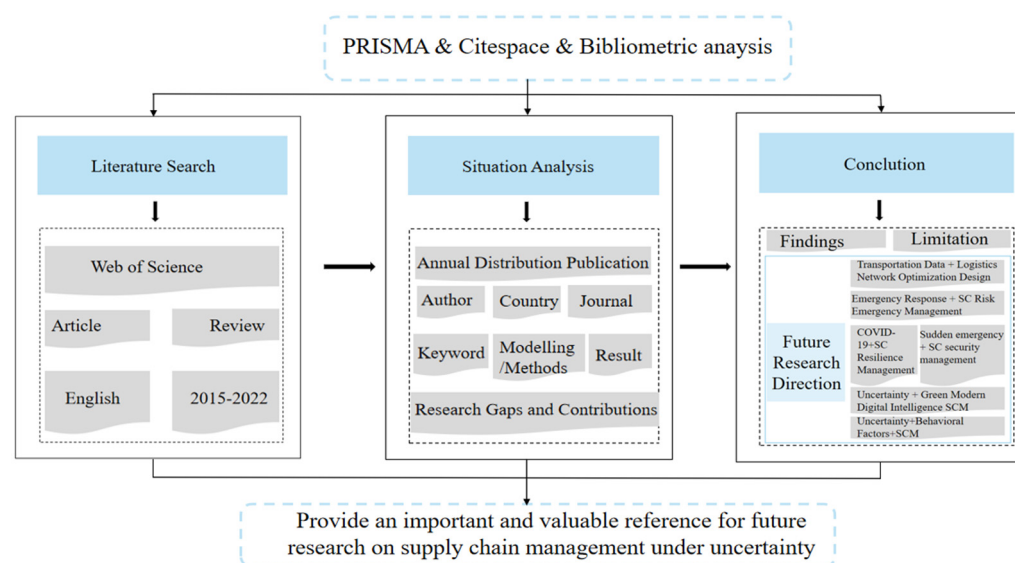 PRISMA & Citespace & Bibliometric anaysis
Literature Search
Web of Science
Article
Review
English
2015-2022
Situation Analysis
Annual Distribution Publication
Author
Country
Journal
Keyword
Modelling
/Methods
Result
Research Gaps and Contributions
Conclution
Findings
Limitation
Future
Research
Direction
Transportation Data + Logistics
Network Optimization Design
Emergency Response + SC Risk
Emergency Management
COVID-
19+SC
Resilience
Management
Sudden emergency
+ SC security
management
Uncertainty + Green Modern
Digital Intelligence SCM
Uncertainty+Behavioral
Factors+SCM
Provide an important and valuable reference for future
research on supply chain management under uncertainty